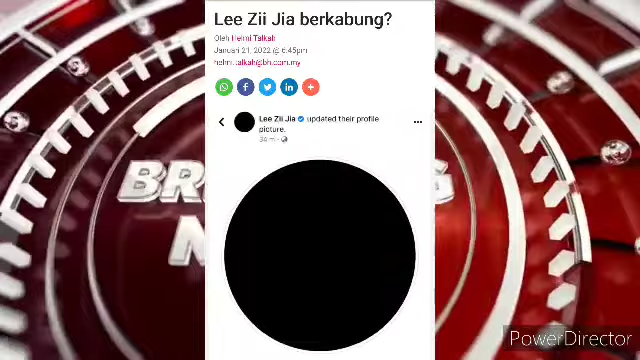 Lee Zii Jia berkabung?
Oleh Helmi Talkah
Januari 21, 2022 @ 6:45pm
helmi.talkah@bh.com.my
Lee Zii Jia updated their profile
picture.
PowerDirector